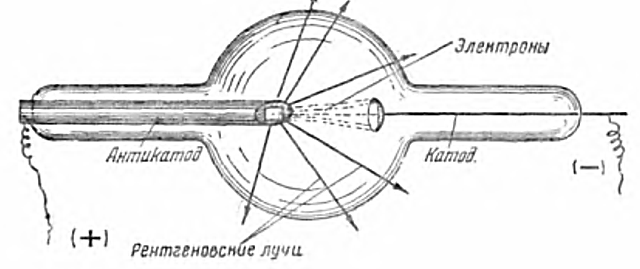 Электроны
Антикатод
Катод.
(−)
(+)
Рентгеновские лучи